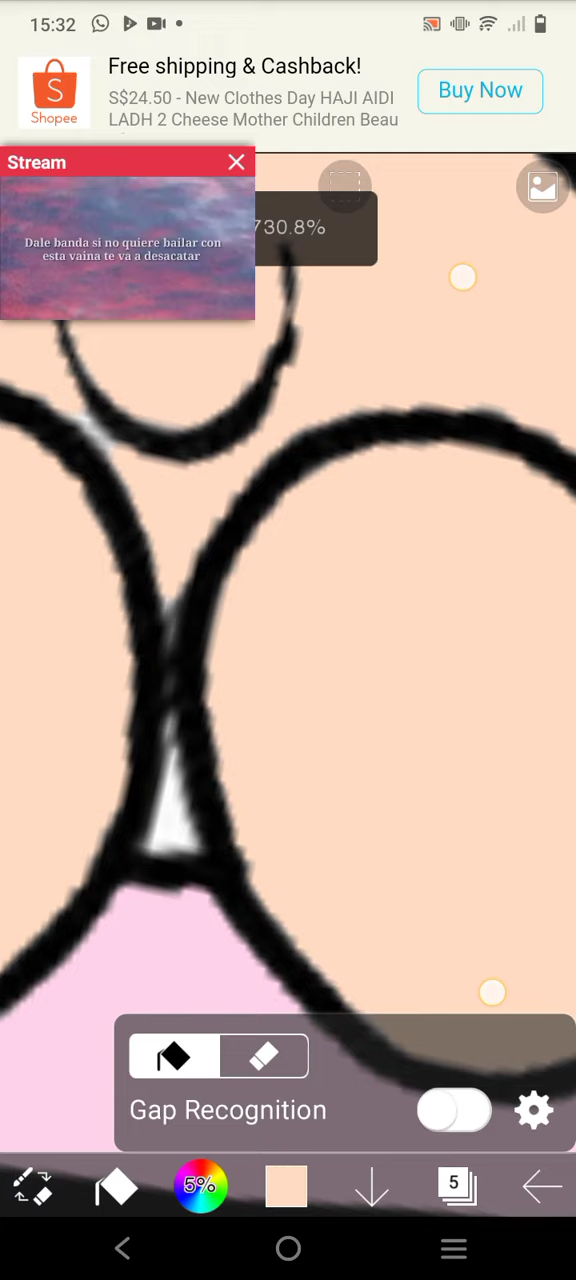 15:32
Free shipping & Cashback!
S$24.50 - New Clothes Day HAJI AIDI
LADH 2 Cheese Mother Children Beau
Shopee
Buy Now
Stream
Dale banda si no quiere bailar con
esta vaina te va a desacatar
730.8%
Gap Recognition
5%
5